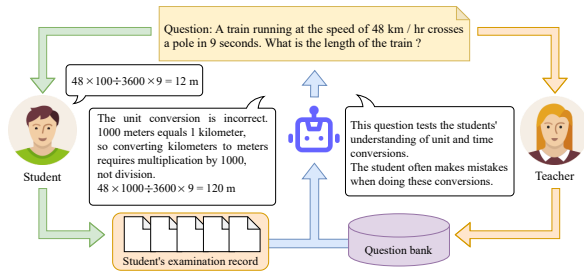 Question: A train running at the speed of 48 km / hr crosses
a pole in 9 seconds. What is the length of the train ?
48×100÷3600×9 = 12 m
The unit conversion is incorrect.
1000 meters equals 1 kilometer,
so converting kilometers to meters
requires multiplication by 1000,
not division.
48×1000÷3600×9 = 120 m
This question tests the students'
understanding of unit and time
conversions.
The student often makes mistakes
when doing these conversions.
Student
Teacher
Student's examination record
Question bank